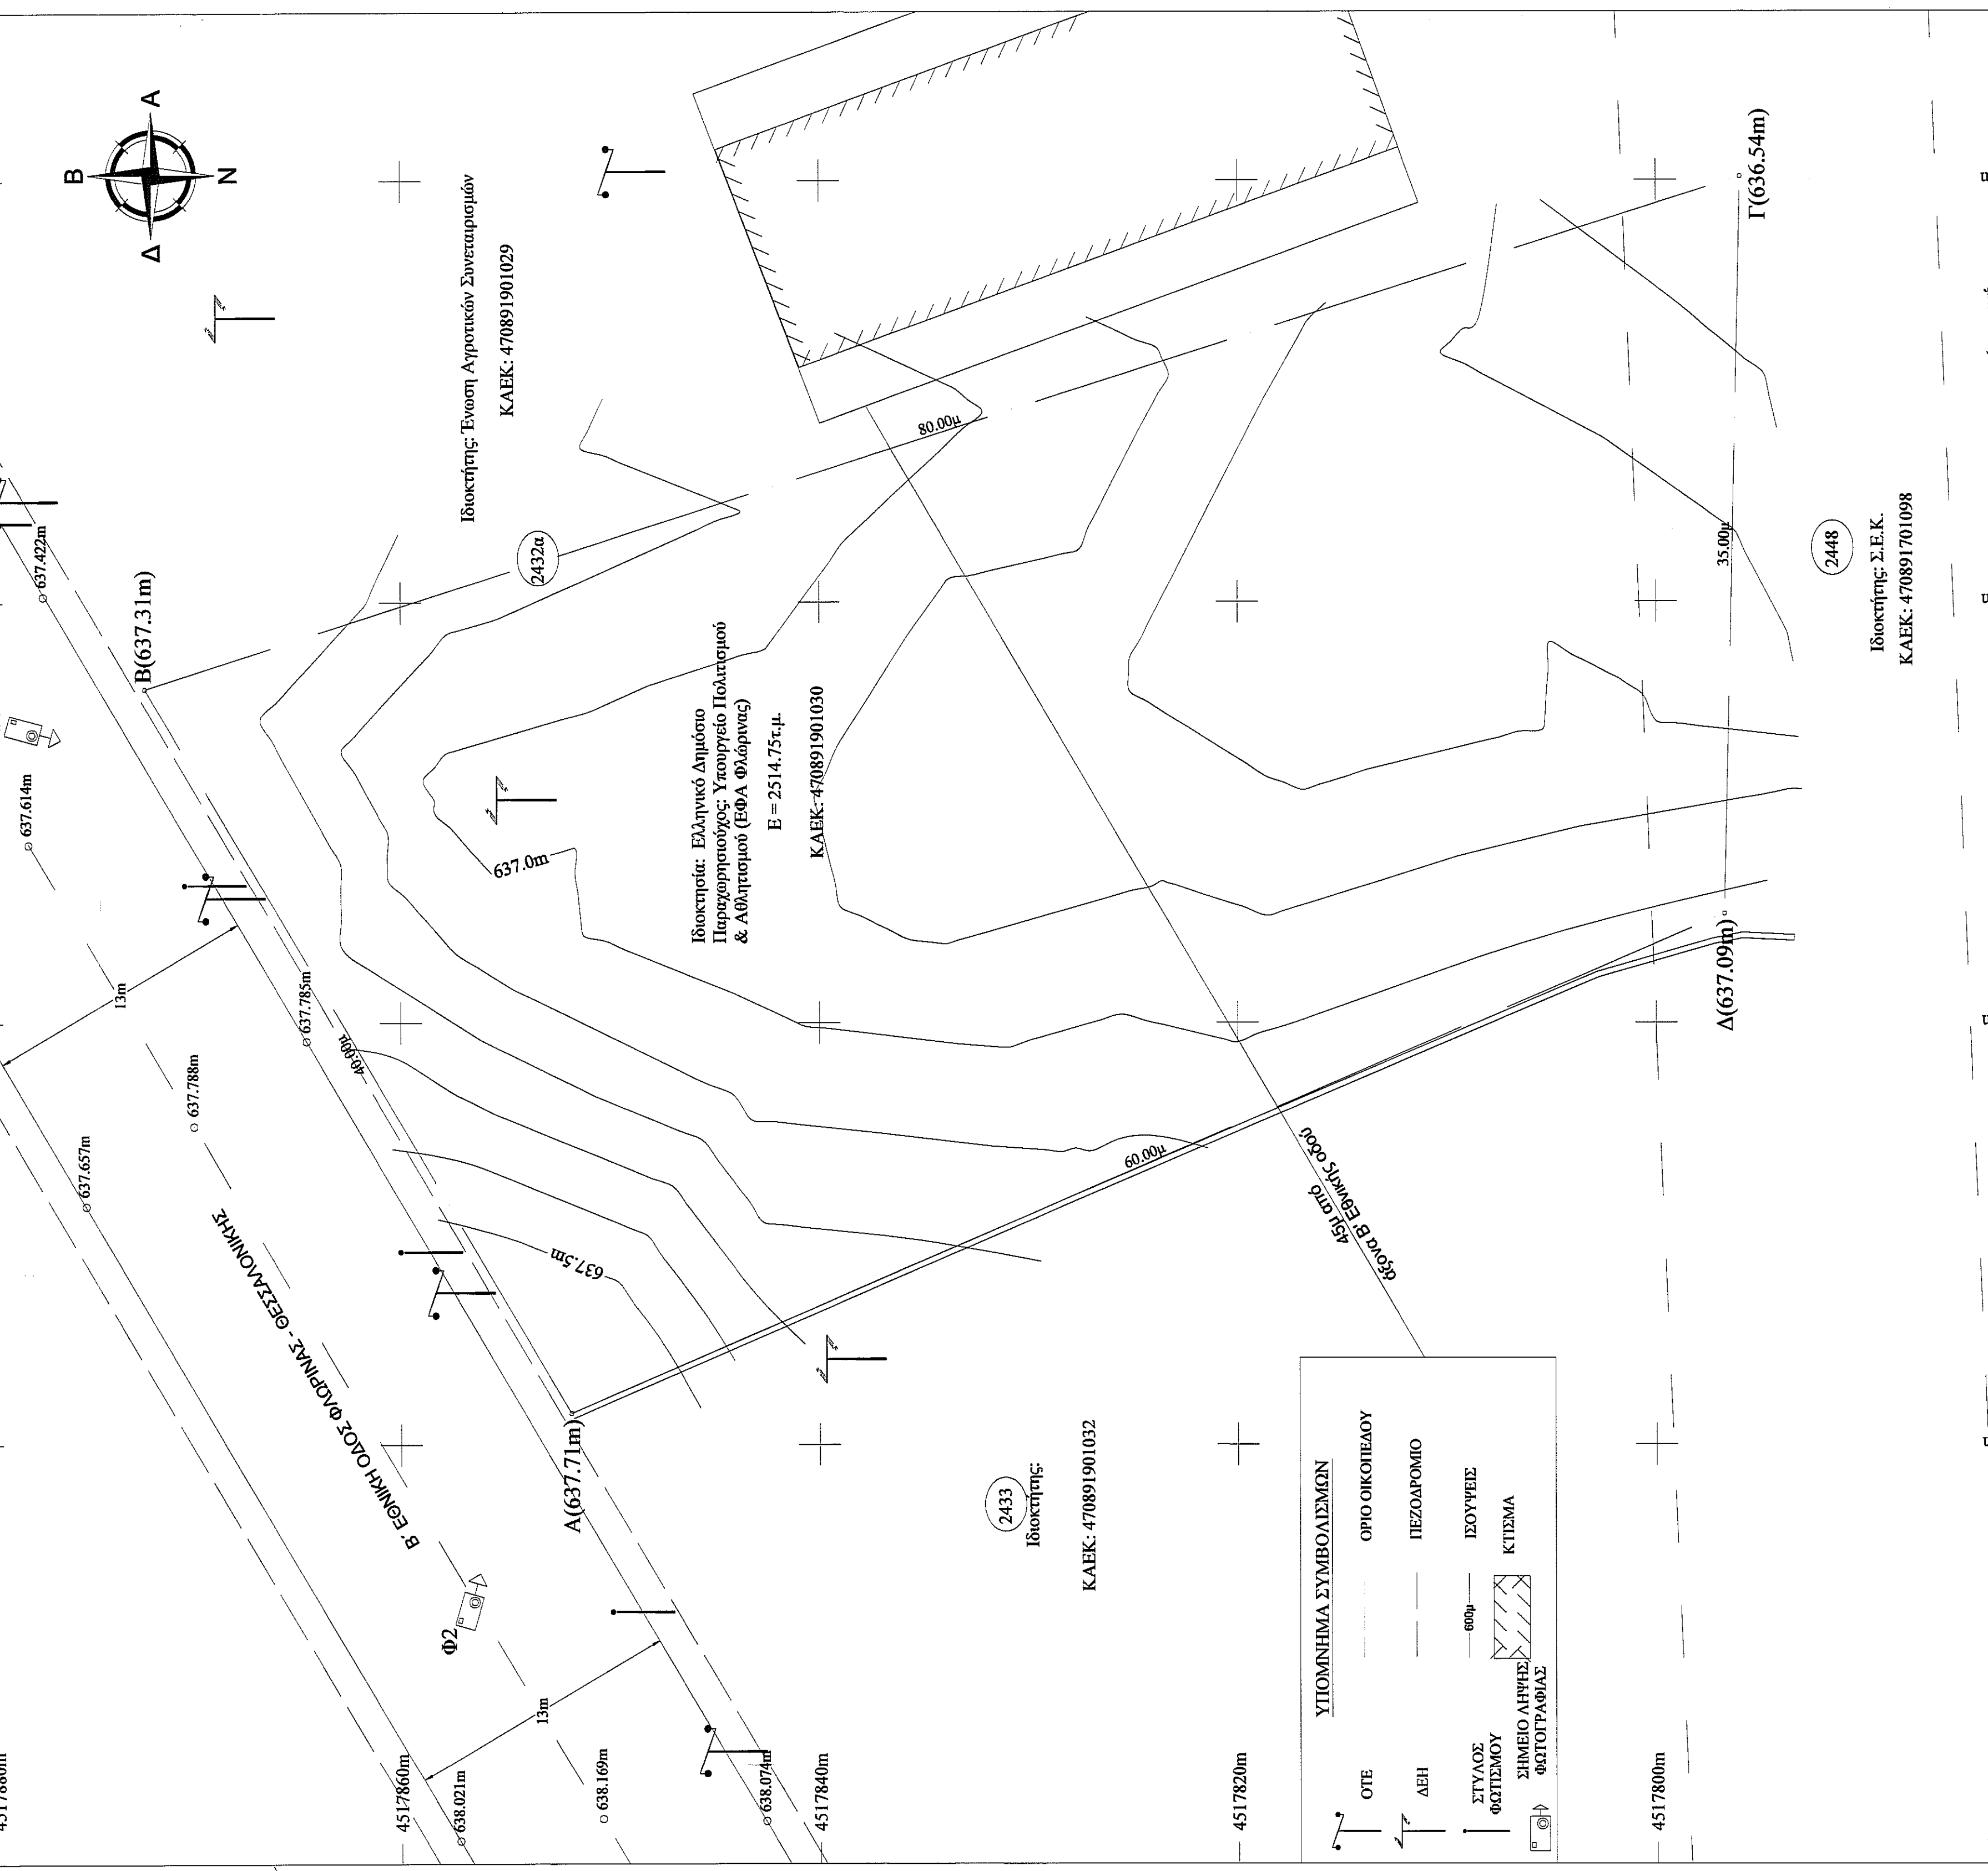 Β
Α
Ν
Δ
Ιδιοκτήτης: Ένωση Αγροτικών Συνεταιρισμών
ΚΑΕΚ.: 470891901029
637.422m
Β(637.31m)
2432α
637.614m
13m
637.785m
637.788m
637.657m
40.00μ
Β΄ ΕΘΝΙΚΗ ΟΔΟΣ ΦΛΩΡΙΝΑΣ - ΘΕΣΣΑΛΟΝΙΚΗΣ
637.0m
637.5m
80.00μ
Ιδιοκτησία: Ελληνικό Δημόσιο
Παραχωρησιούχος: Υπουργείο Πολιτισμού
& Αθλητισμού (ΕΦΑ Φλώρινας)
Ε = 2514.75τ.μ.
ΚΑΕΚ.: 470891901030
60.00μ
45μ από
άξονα Β' Εθνικής οδού
Γ(636.54m)
35.00μ
Δ(637.09m)
2448
Ιδιοκτήτης: Σ.Ε.Κ.
ΚΑΕΚ.: 470891701098
Α(637.71m)
Φ2
13m
2433
Ιδιοκτήτης:
ΚΑΕΚ.: 470891901032
638.021m
638.169m
638.074m
4517860m
4517840m
4517820m
4517800m
ΥΠΟΜΝΗΜΑ ΣΥΜΒΟΛΙΣΜΩΝ
ΟΤΕ
ΟΡΙΟ ΟΙΚΟΠΕΔΟΥ
ΔΕΗ
ΠΕΖΟΔΡΟΜΙΟ
ΣΤΥΛΟΣ
ΦΩΤΙΣΜΟΥ
600μ
ΙΣΟΥΨΕΙΣ
ΣΗΜΕΙΟ ΛΗΨΗΣ
ΦΩΤΟΓΡΑΦΙΑΣ
ΚΤΙΣΜΑ